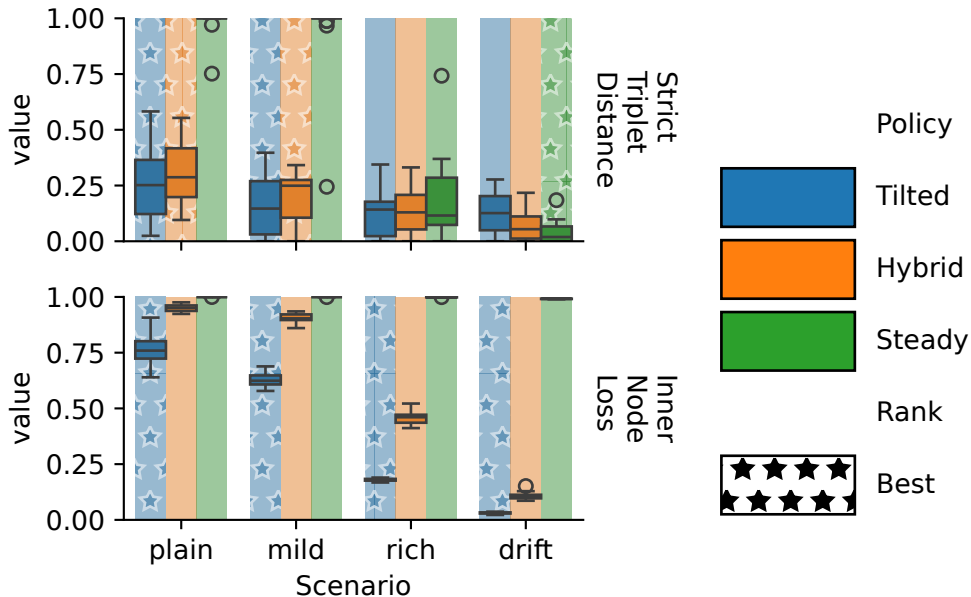 1.00
0.75
0.50
0.25
0.00
value
Strict
Triplet
Distance
1.00
0.75
0.50
0.25
0.00
value
Inner
Node
Loss
plain mild rich drift
Scenario
Policy
Tilted
Hybrid
Steady
Rank
Best